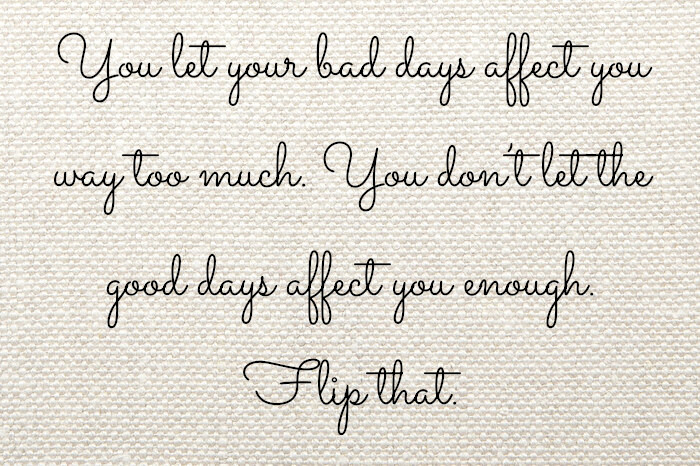 You let your bad days affect you
way too much. You don't let the
good days affect you enough.
Flip that.